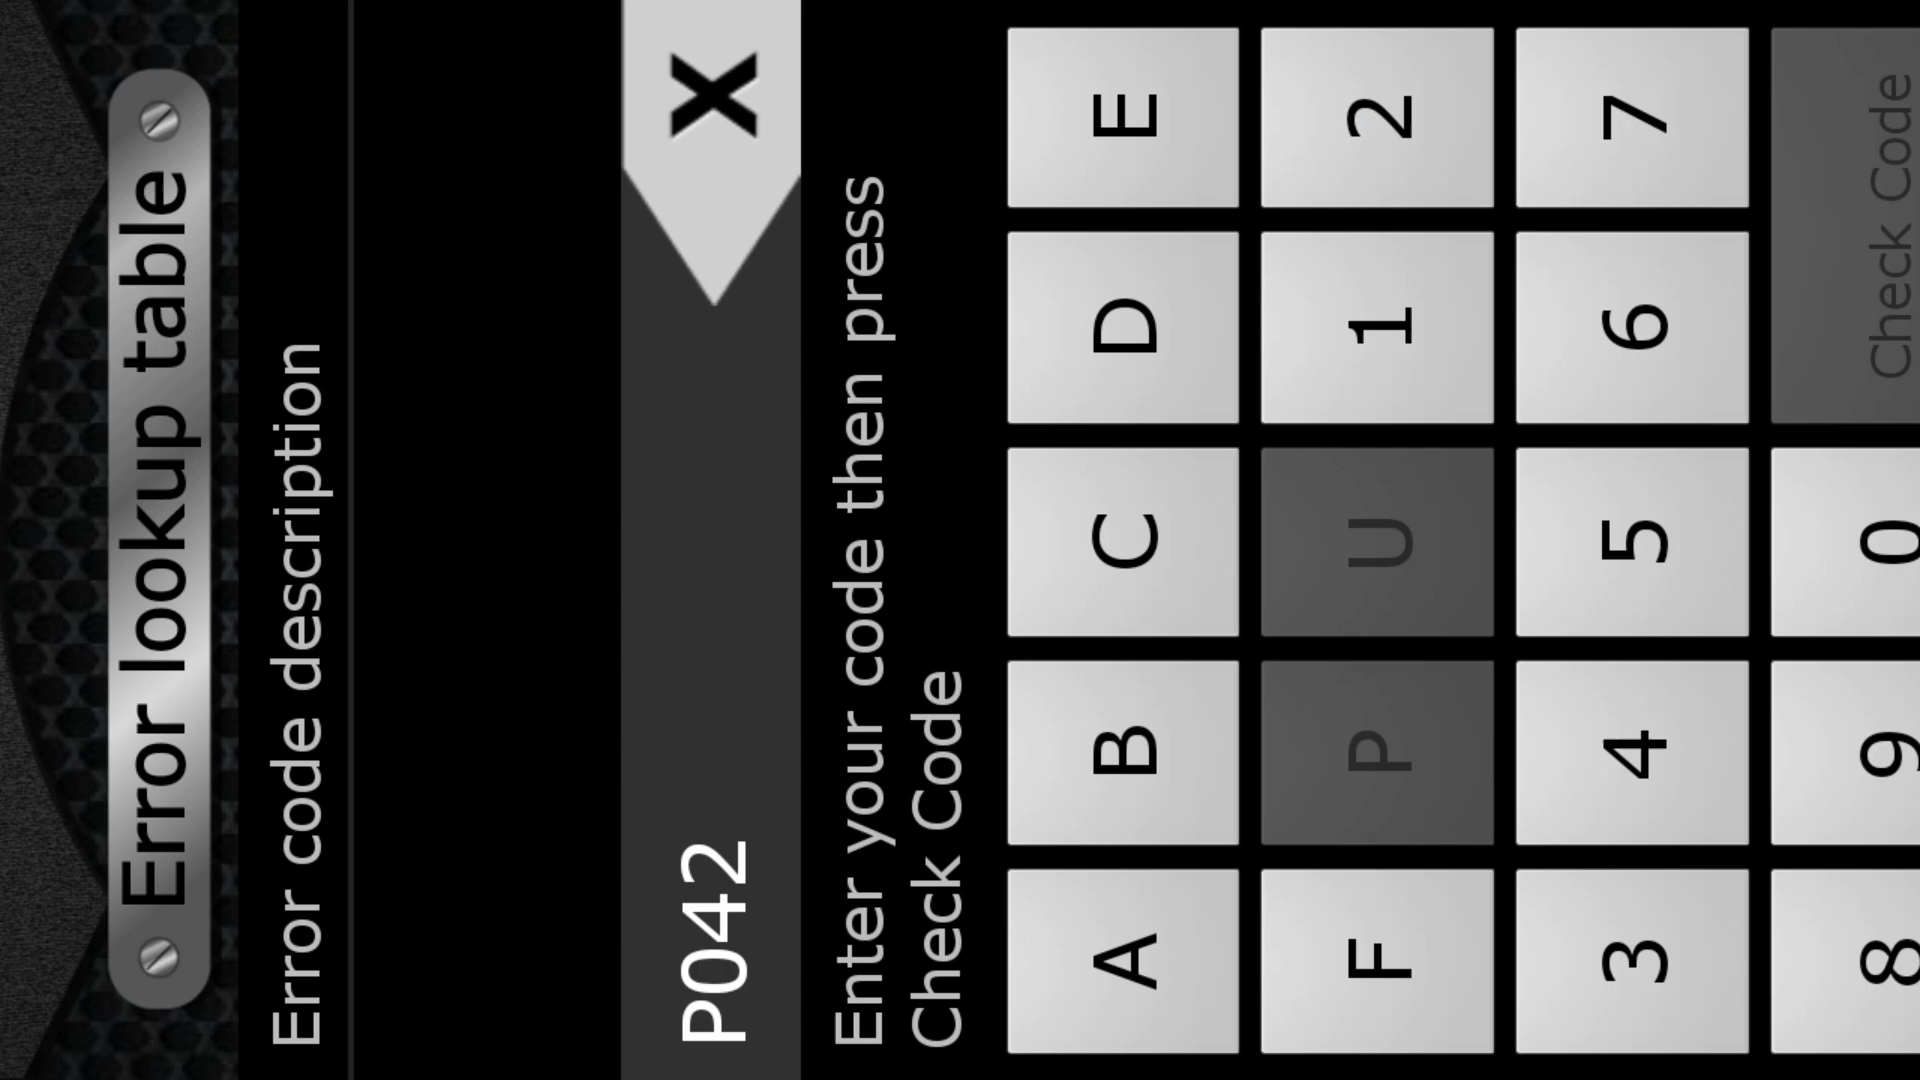 Error lookup table
Error code description
P042
X
Enter your code then press
Check Code
A B C D E
F P U 1 2
3 4 5 6 7
8 9 0 Check Code